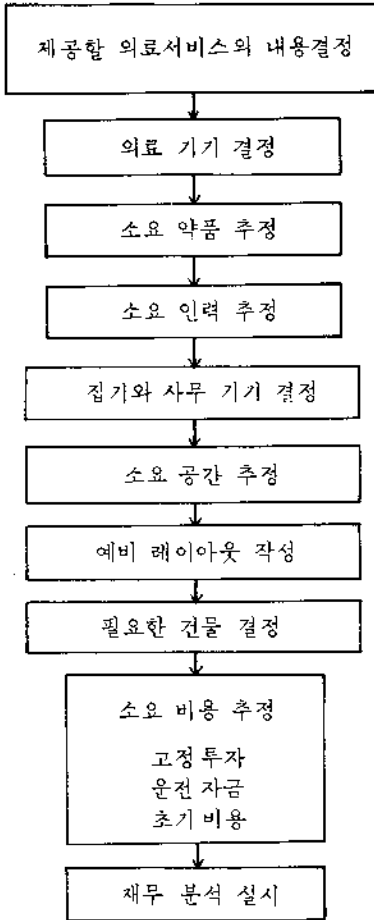 제공할 의료서비스와 내용결정
의료 기기 결정
소요 약품 추정
소요 인력 추정
집기와 사무 기기 결정
소요 공간 추정
예비 레이아웃 작성
필요한 건물 결정
소요 비용 추정
고정 투자
운전 자금
초기 비용
재무 분석 실시